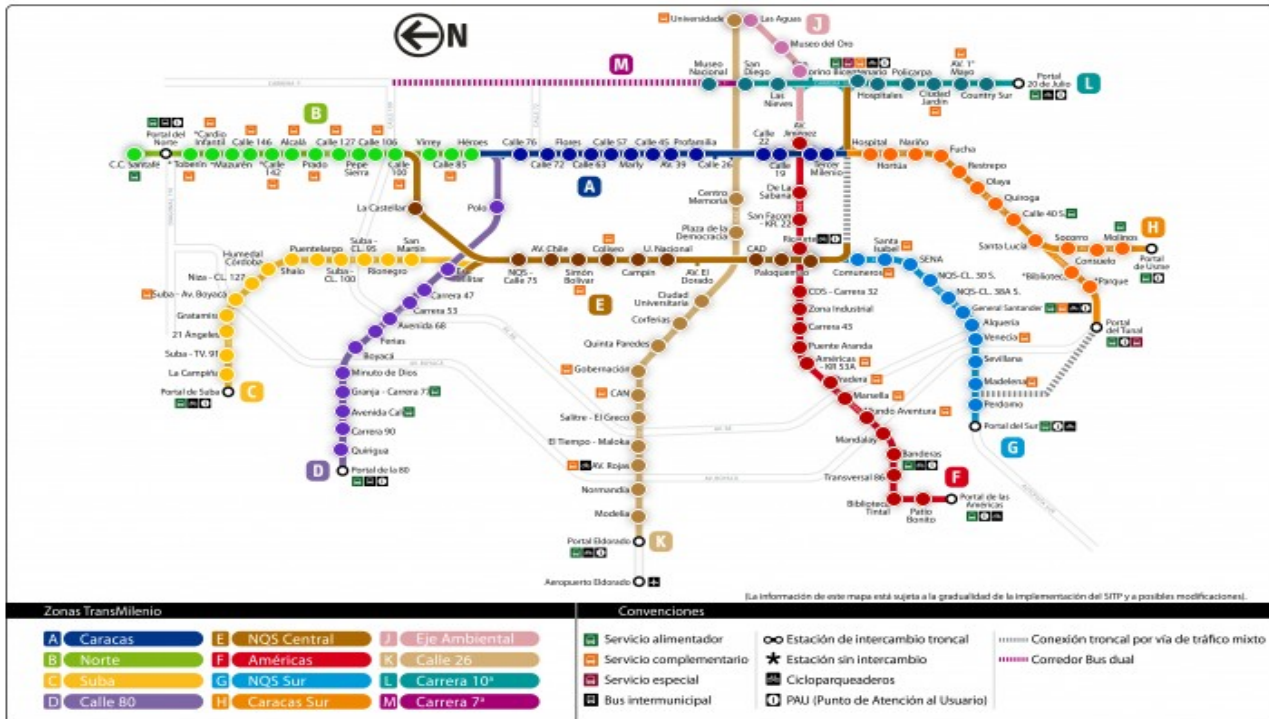 N
Universidades
Las Aguas
J
Museo del Oro
M
Museo
Nacional
San
Diego
Las
Nieves
Bicentenario
Hospitales
Policarpa
Ciudad
Jardín
AV. 1°
Mayo
Country Sur
Portal
20 de Julio
L
CARRERA 7
B
Portal del
Norte
C.C. Santafé
*Toberín
*Cardio
Infantil
*Mazurén
Calle 146
*Calle
142
Alcalá
Prado
Calle 127
Pepe
Sierra
Calle 106
Calle
100
Virrey
Calle 85
Héroes
Calle 76
Calle 72
Flores
Calle 63
Calle 57
Marly
Calle 45
AV. 39
Profamilia
Calle 26
Calle
22
Calle
19
AV.
Jiménez
Tercer
Milenio
Hospital
Hortúa
Nariño
Fucha
Restrepo
Olaya
Quiroga
Calle 40 S.
Santa Lucía
Socorro
Consuelo
Molinos
H
Portal
de Usme
*Biblioteca
*Parque
Portal
del Tunal
A
La Castellana
Polo
Centro
Memoria
Plaza de la
Democracia
De La
Sabana
San Façon
- KR. 22
Ricaurte
Humedal
Córdoba
Niza - CL. 127
Suba - Av. Boyacá
Gratamira
21 Ángeles
Suba - TV. 91
La Campiña
Portal de Suba
C
Puentelargo
Shaio
Suba -
CL. 95
Suba -
CL. 100
Rionegro
San
Martín
Carrera 47
Carrera 53
Avenida 68
Ferias
Boyacá
Minuto de Dios
Granja - Carrera 77
Avenida Cali
Carrera 90
Quirigua
D
Portal de la 80
NQS -
Calle 75
AV. Chile
Simón
Bolívar
Coliseo
Campín
U. Nacional
AV. El
Dorado
CAD
Paloquemao
E
Comuneros
Santa
Isabel
SENA
NQS-CL. 30 S.
NQS-CL. 38A S.
General Santander
Alquería
Venecia
Sevillana
Madelena
Perdomo
Portal del Sur
G
Ciudad
Universitaria
Corferias
Quinta Paredes
Gobernación
CAN
Salitre - El Greco
El Tiempo - Maloka
AV. Rojas
Normandía
Modelia
Portal Eldorado
K
Aeropuerto Eldorado
CDS - Carrera 32
Zona Industrial
Carrera 43
Puente Aranda
Américas
- KR 53A
Pradera
Marsella
Mundo Aventura
Mandalay
Banderas
Transversal 86
Biblioteca
Tintal
Patio
Bonito
F
Portal de las
Américas
(La información de este mapa está sujeta a la gradualidad de la implementación del SITP y a posibles modificaciones).
Zonas TransMilenio
A Caracas
B Norte
C Suba
D Calle 80
E NQS Central
F Américas
G NQS Sur
H Caracas Sur
J Eje Ambiental
K Calle 26
L Carrera 10ª
M Carrera 7ª
Convenciones
Servicio alimentador
Servicio complementario
Servicio especial
Bus intermunicipal
Estación de intercambio troncal
Estación sin intercambio
Cicloparqueaderos
PAU (Punto de Atención al Usuario)
Conexión troncal por vía de tráfico mixto
Corredor Bus dual